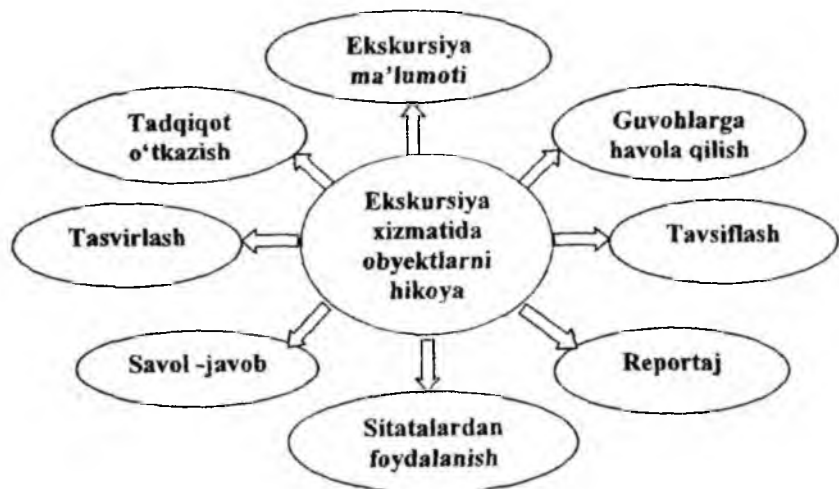 Ekskursiya
ma'lumoti
Tadqiqot
o‘tkazish
Guvohlarga
havola qilish
Ekskursiya
xizmatida
obyektlarni
hikoya
Tasvirlash
Tavsiflash
Savol -javob
Reportaj
Sitatalardan
foydalanish